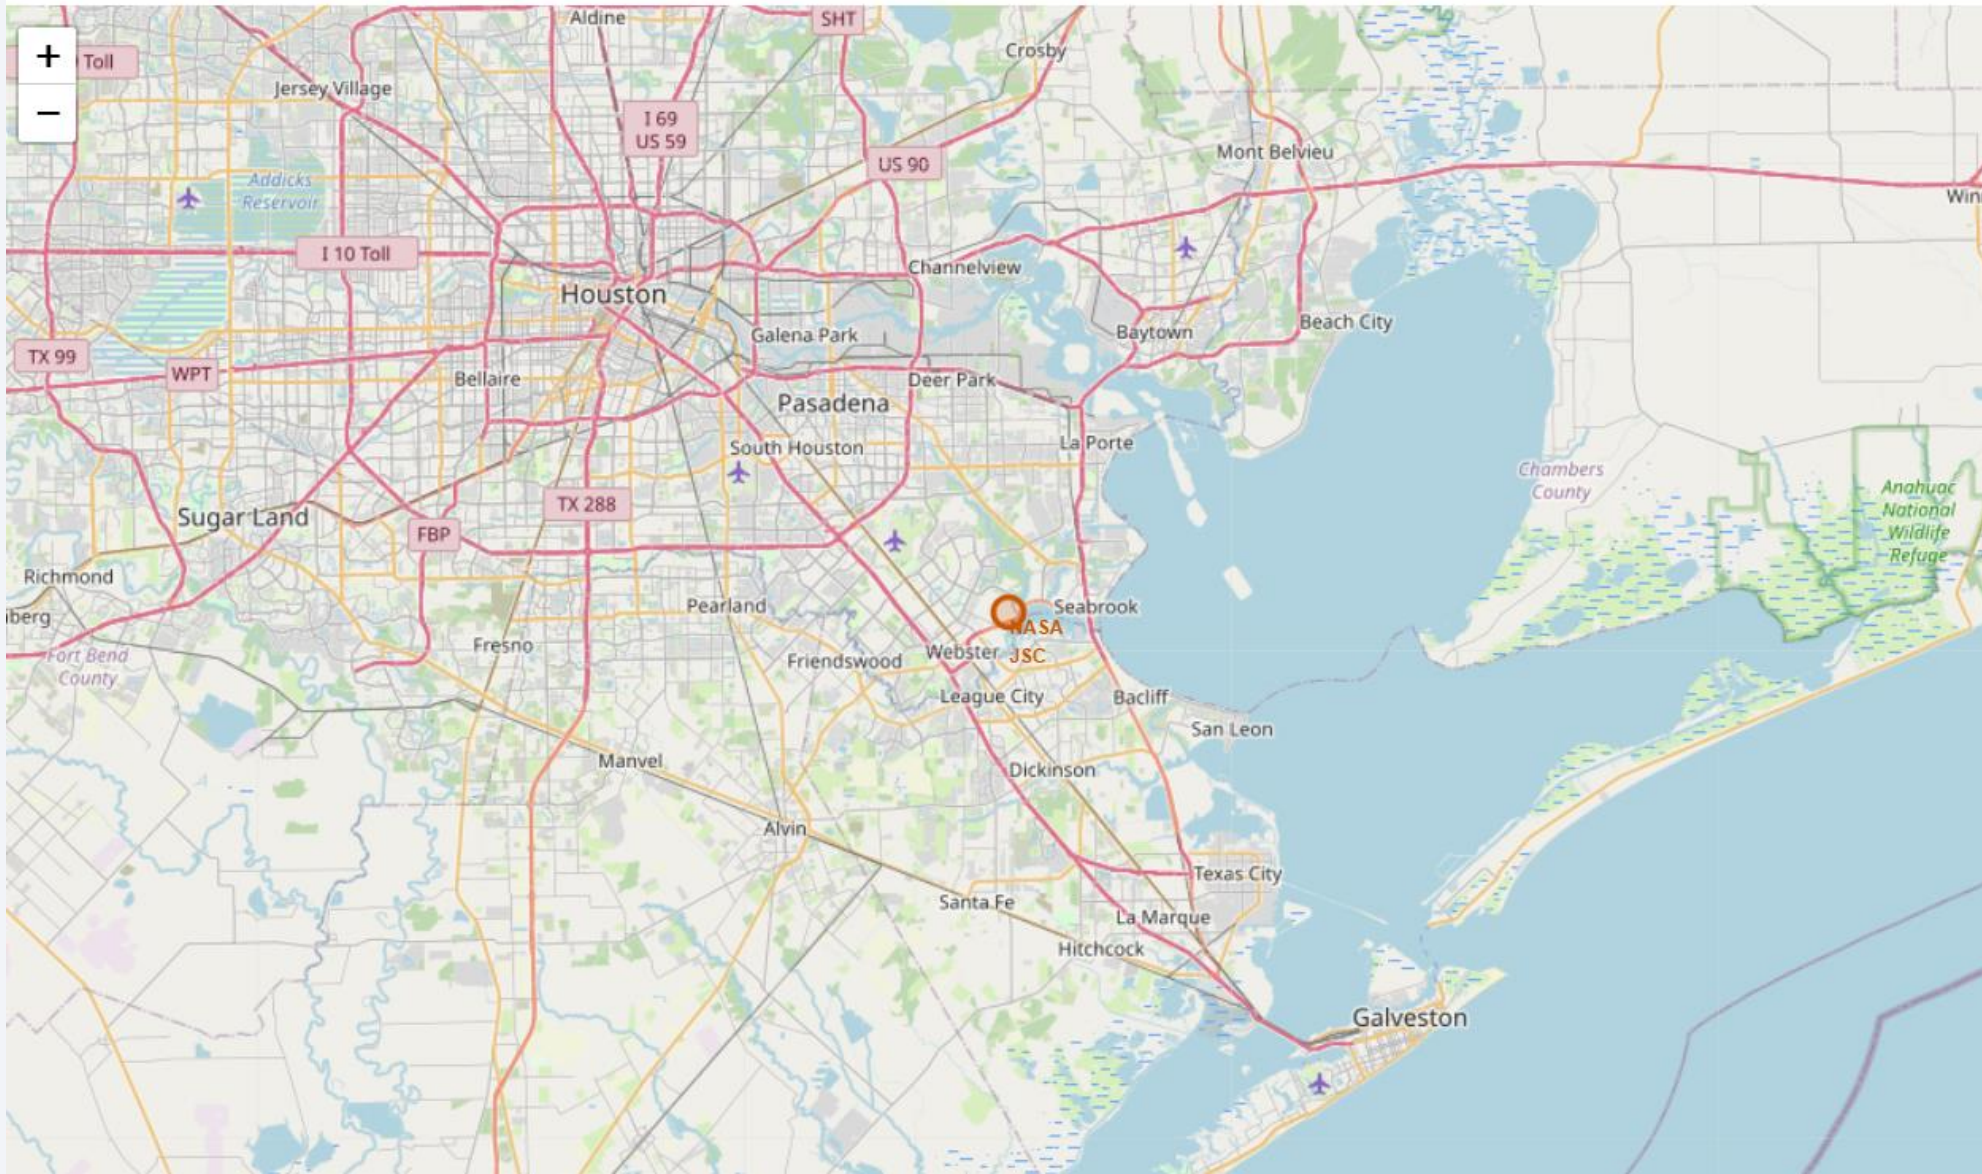 Aldine
SHT
+
Toll
Crosby
Jersey Village
−
I 69
US 59
Mont Belvieu
US 90
Addicks
Reservoir
Win
I 10 Toll
Channelview
Houston
Beach City
Galena Park
Baytown
TX 99
WPT
Bellaire
Deer Park
Pasadena
La Porte
South Houston
Chambers
County
Anahuac
National
Wildlife
Refuge
TX 288
Sugar Land
FBP
Richmond
Pearland
Seabrook
iberg
NASA
JSC
Fresno
Webster
Friendswood
Fort Bend
County
League City
Bacliff
San Leon
Manvel
Dickinson
Alvin
Texas City
Santa Fe
La Marque
Hitchcock
Galveston